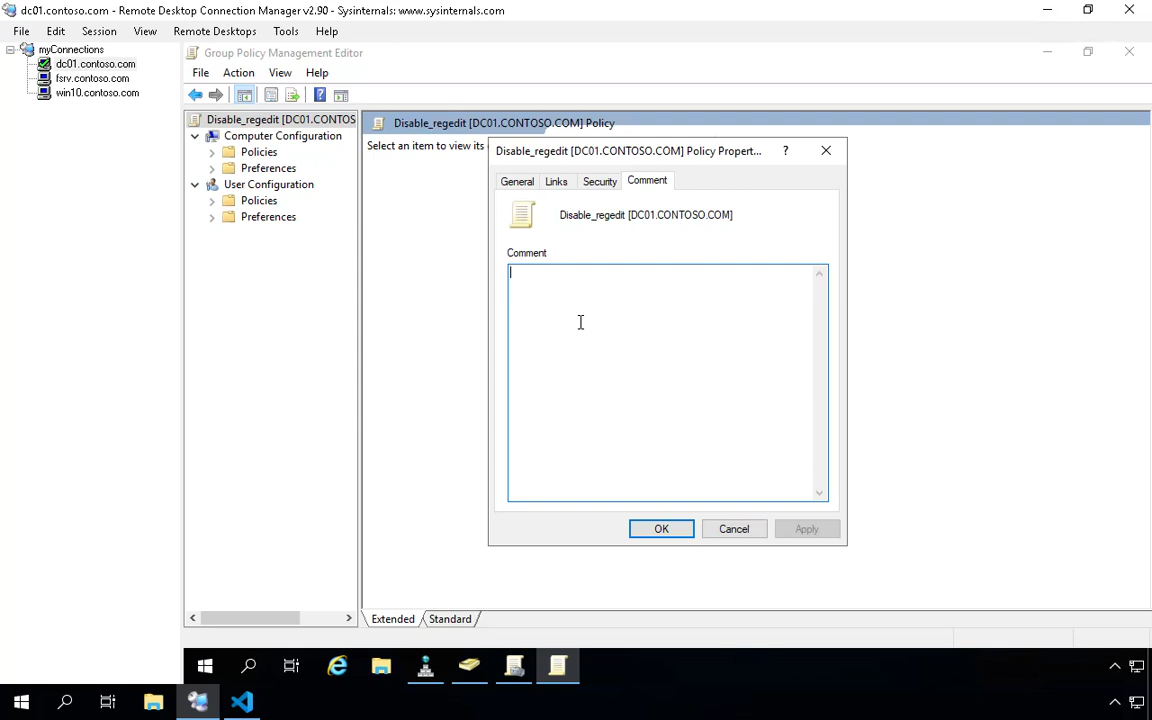 dc01.contoso.com - Remote Desktop Connection Manager v2.90 - Sysinternals: www.sysinternals.com
File Edit Session View Remote Desktops Tools Help
myConnections
dc01.contoso.com
fsrv.contoso.com
win10.contoso.com
Group Policy Management Editor
File Action View Help
Disable_regedit [DC01.CONTOS
Computer Configuration
Policies
Preferences
User Configuration
Policies
Preferences
Disable_regedit [DC01.CONTOSO.COM] Policy
Select an item to view its
Disable_regedit [DC01.CONTOSO.COM] Policy Propert...
General Links Security Comment
Disable_regedit [DC01.CONTOSO.COM]
Comment
OK Cancel Apply
Extended Standard